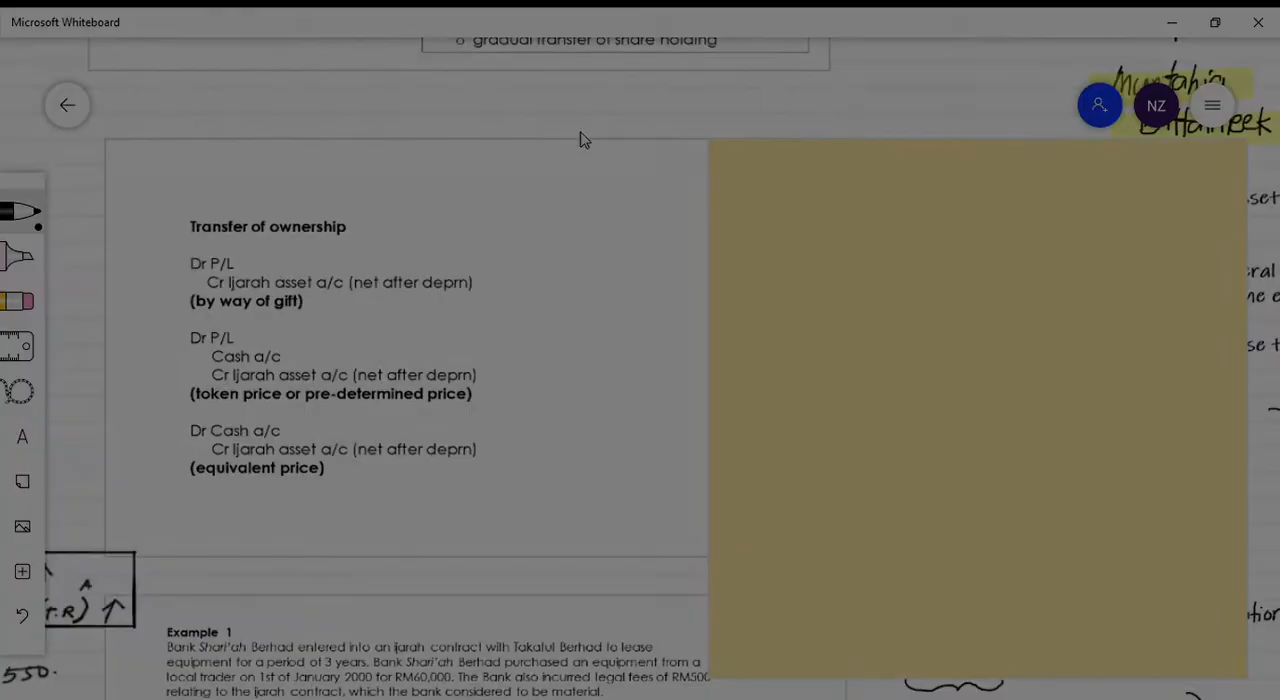 Microsoft Whiteboard
o gradual transfer of share holding
Muntahia
NZ
set
Transfer of ownership
Dr P/L
Cr Ijarah asset a/c (net after deprn)
(by way of gift)
Dr P/L
Cash a/c
Cr Ijarah asset a/c (net after deprn)
(token price or pre-determined price)
Dr Cash a/c
Cr Ijarah asset a/c (net after deprn)
(equivalent price)
A
550.
Example 1
Bank Shari'ah Berhad entered into an ijarah contract with Takaful Berhad to lease
equipment for a period of 3 years. Bank Shari'ah Berhad purchased an equipment from a
local trader on 1st of January 2000 for RM60,000. The Bank also incurred legal fees of RM500
relating to the ijarah contract, which the bank considered to be material.